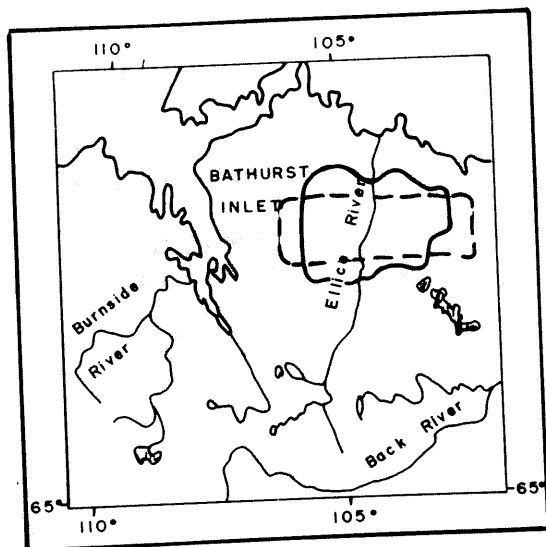 110° 105°
BATHURST
INLET
Ellice River
Burnside
River
Back River
65° 65°
110° 105°